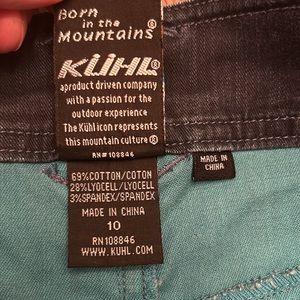 Born
in the
Mountains®
KÜHL®
a product driven company
with a passion for the
outdoor experience
The Kühl icon represents
this mountain culture®
RN#108846
69%COTTON/COTON
28%LYOCELL/LYOCELL
3%SPANDEX/SPANDEX
MADE IN
CHINA
10
RN108846
WWW.KUHL.COM
MADE IN
CHINA